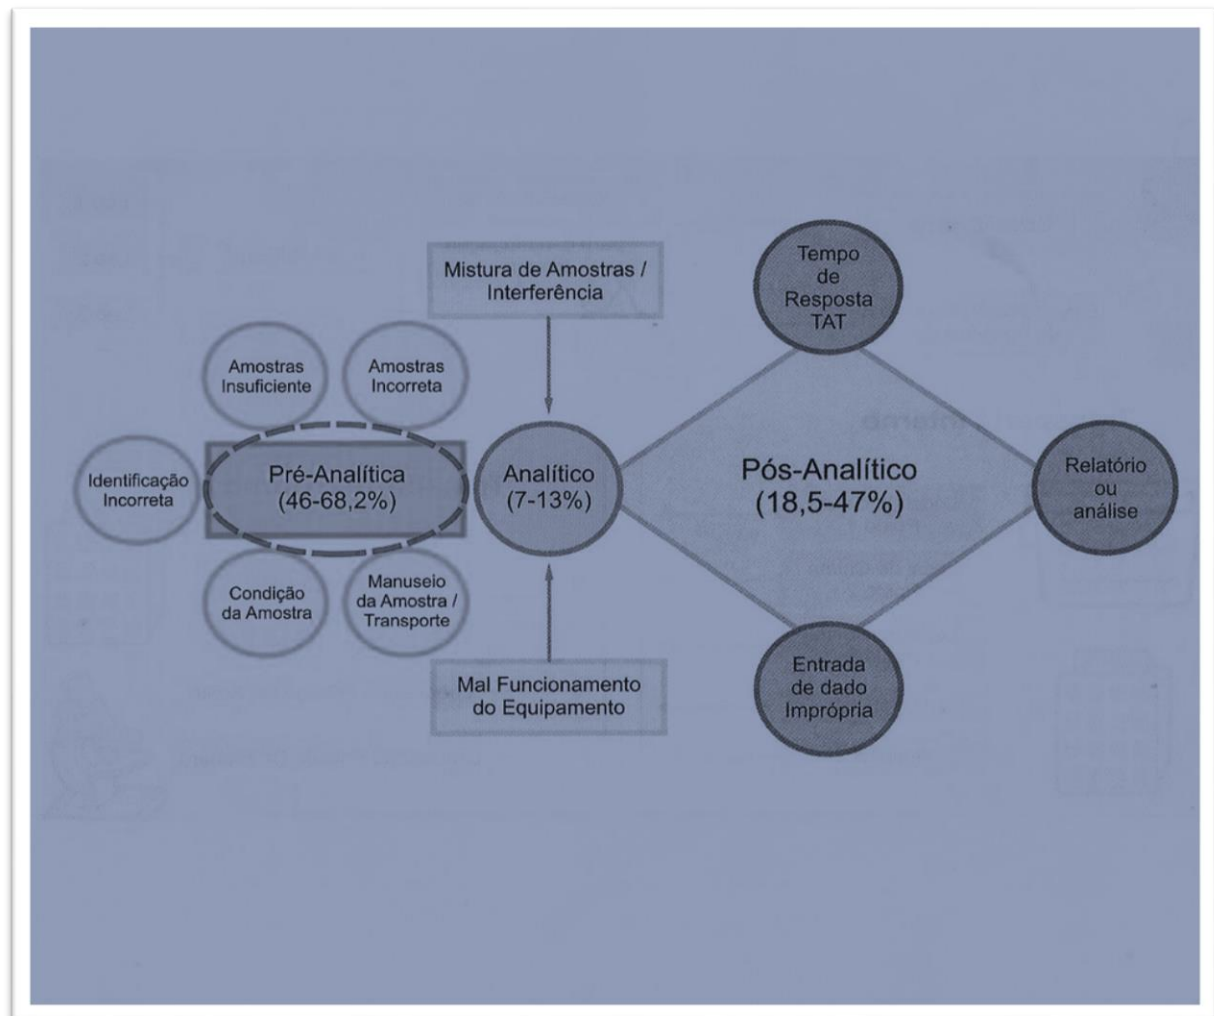 Mistura de Amostras /
Interferência
Tempo
de
Resposta
TAT
Amostras
Insuficiente
Amostras
Incorreta
Identificação
Incorreta
Pré-Analítica
(46-68,2%)
Analítico
(7-13%)
Pós-Analítico
(18,5-47%)
Relatório
ou
análise
Condição
da Amostra
Manuseio
da Amostra /
Transporte
Mal Funcionamento
do Equipamento
Entrada
de dado
Imprópria